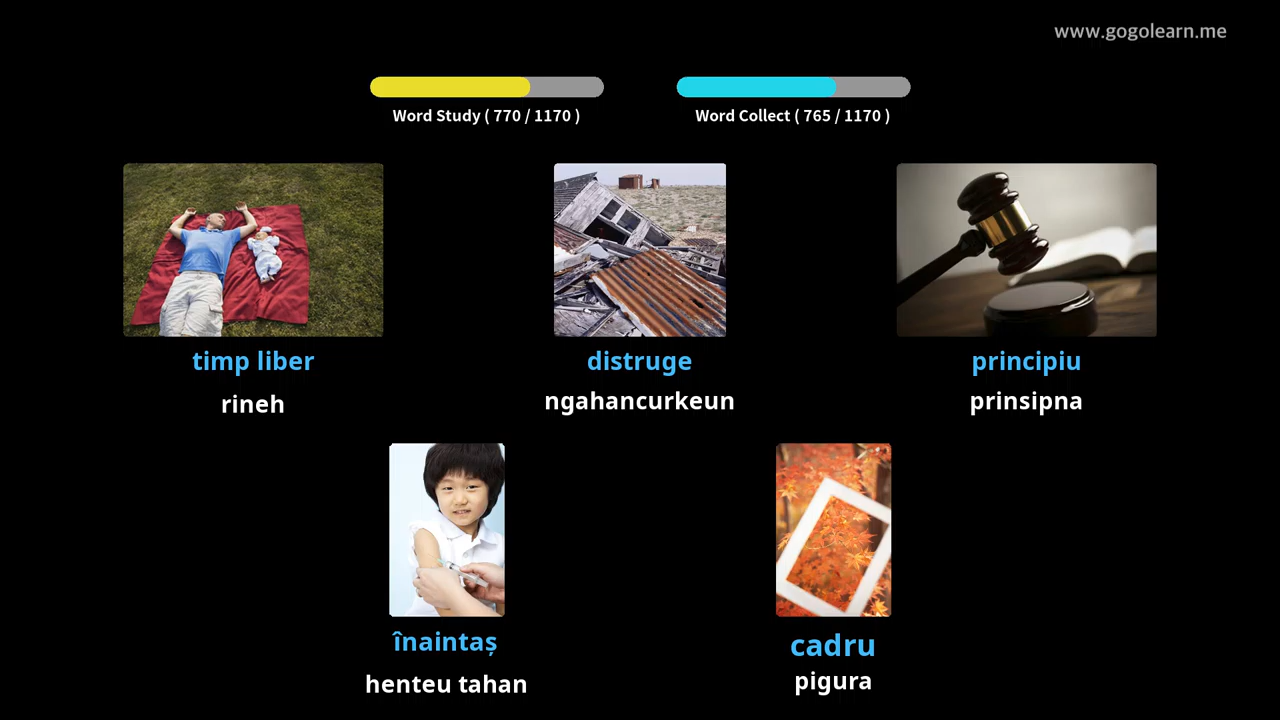 www.gogolearn.me
Word Study ( 770 / 1170 )
Word Collect ( 765 / 1170 )
timp liber
distruge
principiu
rineh
ngahancurkeun
prinsipna
înaintaș
cadru
henteu tahan
pigura